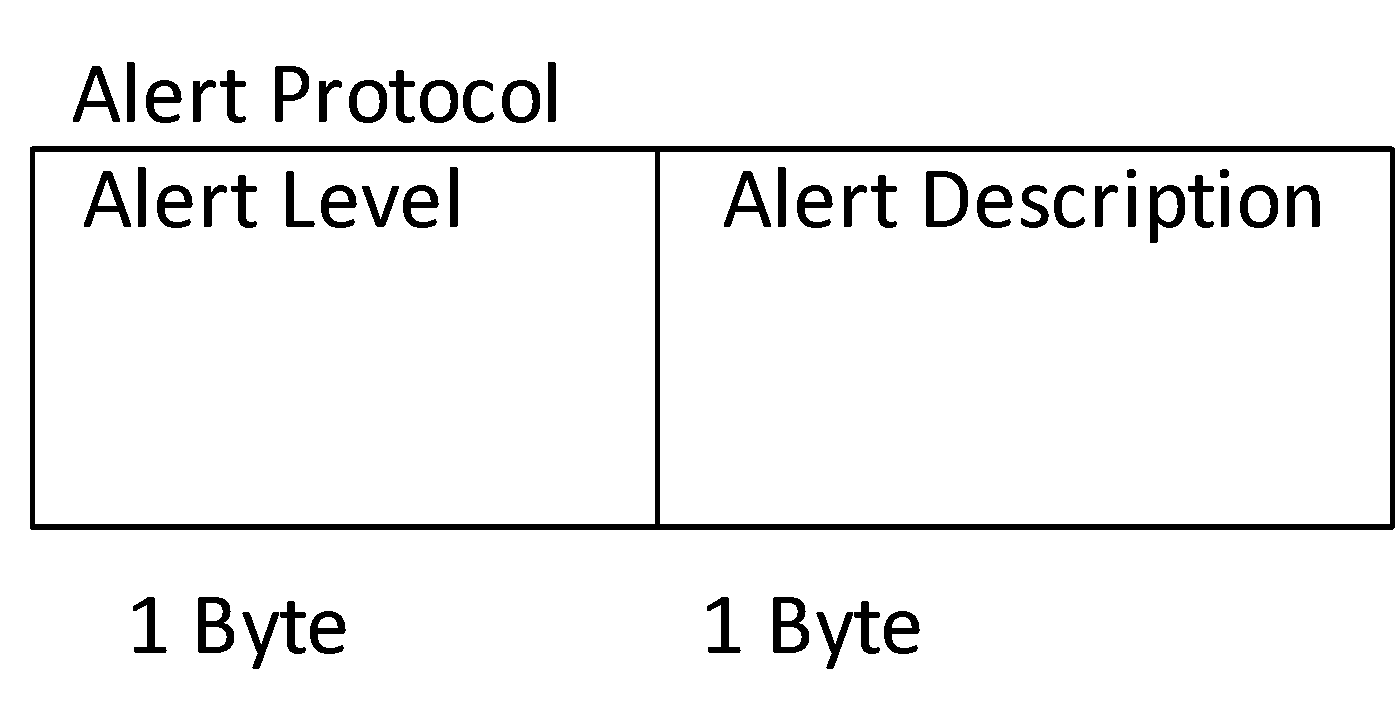 Alert Protocol
Alert Level
Alert Description
1 Byte
1 Byte